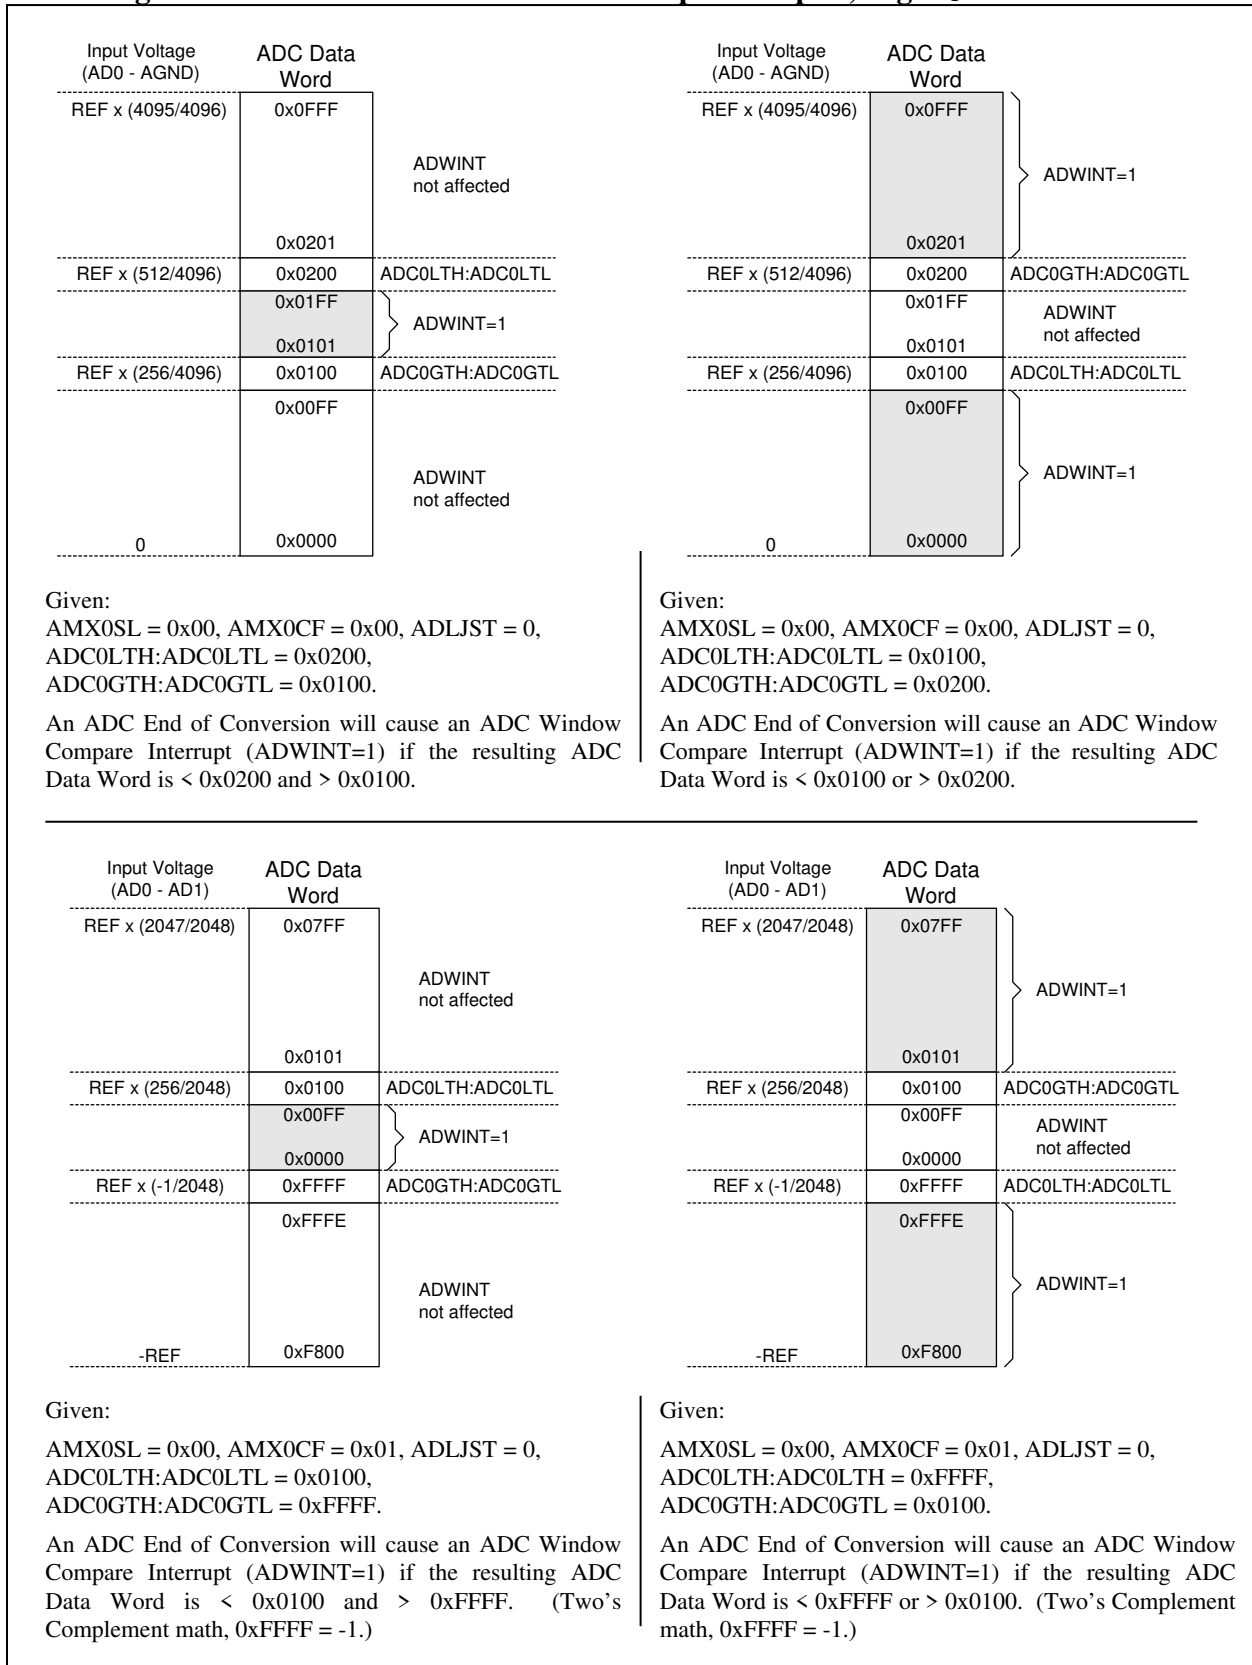 Input Voltage
(AD0 - AGND)
ADC Data
Word
REF x (4095/4096)
0x0FFF
ADWINT
not affected
0x0201
REF x (512/4096)
0x0200
ADC0LTH:ADC0LTL
0x01FF
ADWINT=1
0x0101
REF x (256/4096)
0x0100
ADC0GTH:ADC0GTL
0x00FF
ADWINT
not affected
0
0x0000
Given:
AMX0SL = 0x00, AMX0CF = 0x00, ADLJST = 0,
ADC0LTH:ADC0LTL = 0x0200,
ADC0GTH:ADC0GTL = 0x0100.
An ADC End of Conversion will cause an ADC Window
Compare Interrupt (ADWINT=1) if the resulting ADC
Data Word is < 0x0200 and > 0x0100.
Input Voltage
(AD0 - AGND)
ADC Data
Word
REF x (4095/4096)
0x0FFF
ADWINT=1
0x0201
REF x (512/4096)
0x0200
ADC0GTH:ADC0GTL
0x01FF
ADWINT
not affected
0x0101
REF x (256/4096)
0x0100
ADC0LTH:ADC0LTL
0x00FF
ADWINT=1
0
0x0000
Given:
AMX0SL = 0x00, AMX0CF = 0x00, ADLJST = 0,
ADC0LTH:ADC0LTL = 0x0100,
ADC0GTH:ADC0GTL = 0x0200.
An ADC End of Conversion will cause an ADC Window
Compare Interrupt (ADWINT=1) if the resulting ADC
Data Word is < 0x0100 or > 0x0200.
Input Voltage
(AD0 - AD1)
ADC Data
Word
REF x (2047/2048)
0x07FF
ADWINT
not affected
0x0101
REF x (256/2048)
0x0100
ADC0LTH:ADC0LTL
0x00FF
ADWINT=1
0x0000
REF x (-1/2048)
0xFFFF
ADC0GTH:ADC0GTL
0xFFFE
ADWINT
not affected
-REF
0xF800
Given:
AMX0SL = 0x00, AMX0CF = 0x01, ADLJST = 0,
ADC0LTH:ADC0LTL = 0x0100,
ADC0GTH:ADC0GTL = 0xFFFF.
An ADC End of Conversion will cause an ADC Window
Compare Interrupt (ADWINT=1) if the resulting ADC
Data Word is < 0x0100 and > 0xFFFF. (Two's
Complement math, 0xFFFF = -1.)
Input Voltage
(AD0 - AD1)
ADC Data
Word
REF x (2047/2048)
0x07FF
ADWINT=1
0x0101
REF x (256/2048)
0x0100
ADC0GTH:ADC0GTL
0x00FF
ADWINT
not affected
0x0000
REF x (-1/2048)
0xFFFF
ADC0LTH:ADC0LTL
0xFFFE
ADWINT=1
-REF
0xF800
Given:
AMX0SL = 0x00, AMX0CF = 0x01, ADLJST = 0,
ADC0LTH:ADC0LTH = 0xFFFF,
ADC0GTH:ADC0GTL = 0x0100.
An ADC End of Conversion will cause an ADC Window
Compare Interrupt (ADWINT=1) if the resulting ADC
Data Word is < 0xFFFF or > 0x0100. (Two's Complement
math, 0xFFFF = -1.)